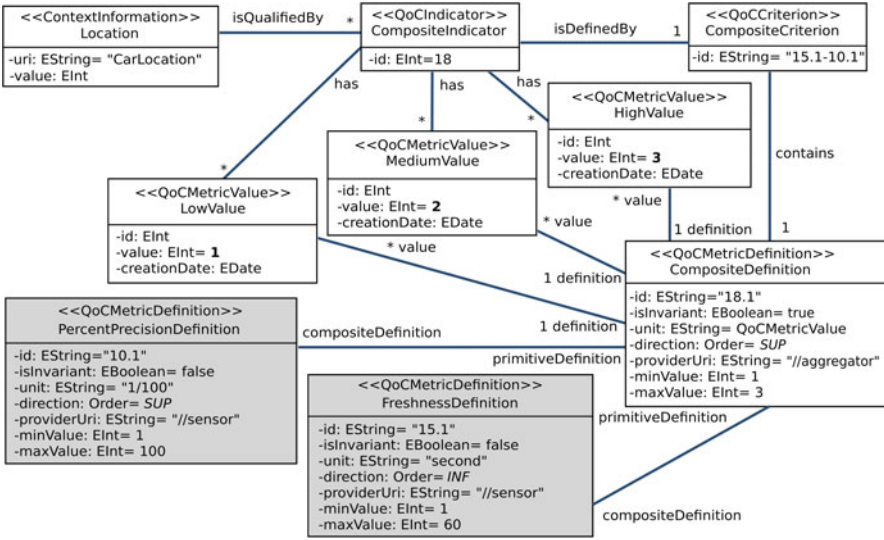 <<ContextInformation>>
Location
-uri: EString= "CarLocation"
-value: EInt
isQualifiedBy
*
<<QoCIndicator>>
CompositeIndicator
-id: EInt=18
isDefinedBy
1
<<QoCCriterion>>
CompositeCriterion
-id: EString= "15.1-10.1"
has
has
has
*
*
*
contains
1
<<QoCMetricValue>>
HighValue
-id: EInt
-value: EInt= 3
-creationDate: EDate
* value
1 definition
<<QoCMetricValue>>
MediumValue
-id: EInt
-value: EInt= 2
-creationDate: EDate
* value
1 definition
<<QoCMetricValue>>
LowValue
-id: EInt
-value: EInt= 1
-creationDate: EDate
* value
1 definition
<<QoCMetricDefinition>>
CompositeDefinition
-id: EString="18.1"
-isInvariant: EBoolean= true
-unit: EString= QoCMetricValue
-direction: Order= SUP
-providerUri: EString= "//aggregator"
-minValue: EInt= 1
-maxValue: EInt= 3
<<QoCMetricDefinition>>
PercentPrecisionDefinition
-id: EString="10.1"
-isInvariant: EBoolean= false
-unit: EString= "1/100"
-direction: Order= SUP
-providerUri: EString= "//sensor"
-minValue: EInt= 1
-maxValue: EInt= 100
compositeDefinition
primitiveDefinition
<<QoCMetricDefinition>>
FreshnessDefinition
-id: EString= "15.1"
-isInvariant: EBoolean= false
-unit: EString= "second"
-direction: Order= INF
-providerUri: EString= "//sensor"
-minValue: EInt= 1
-maxValue: EInt= 60
primitiveDefinition
compositeDefinition